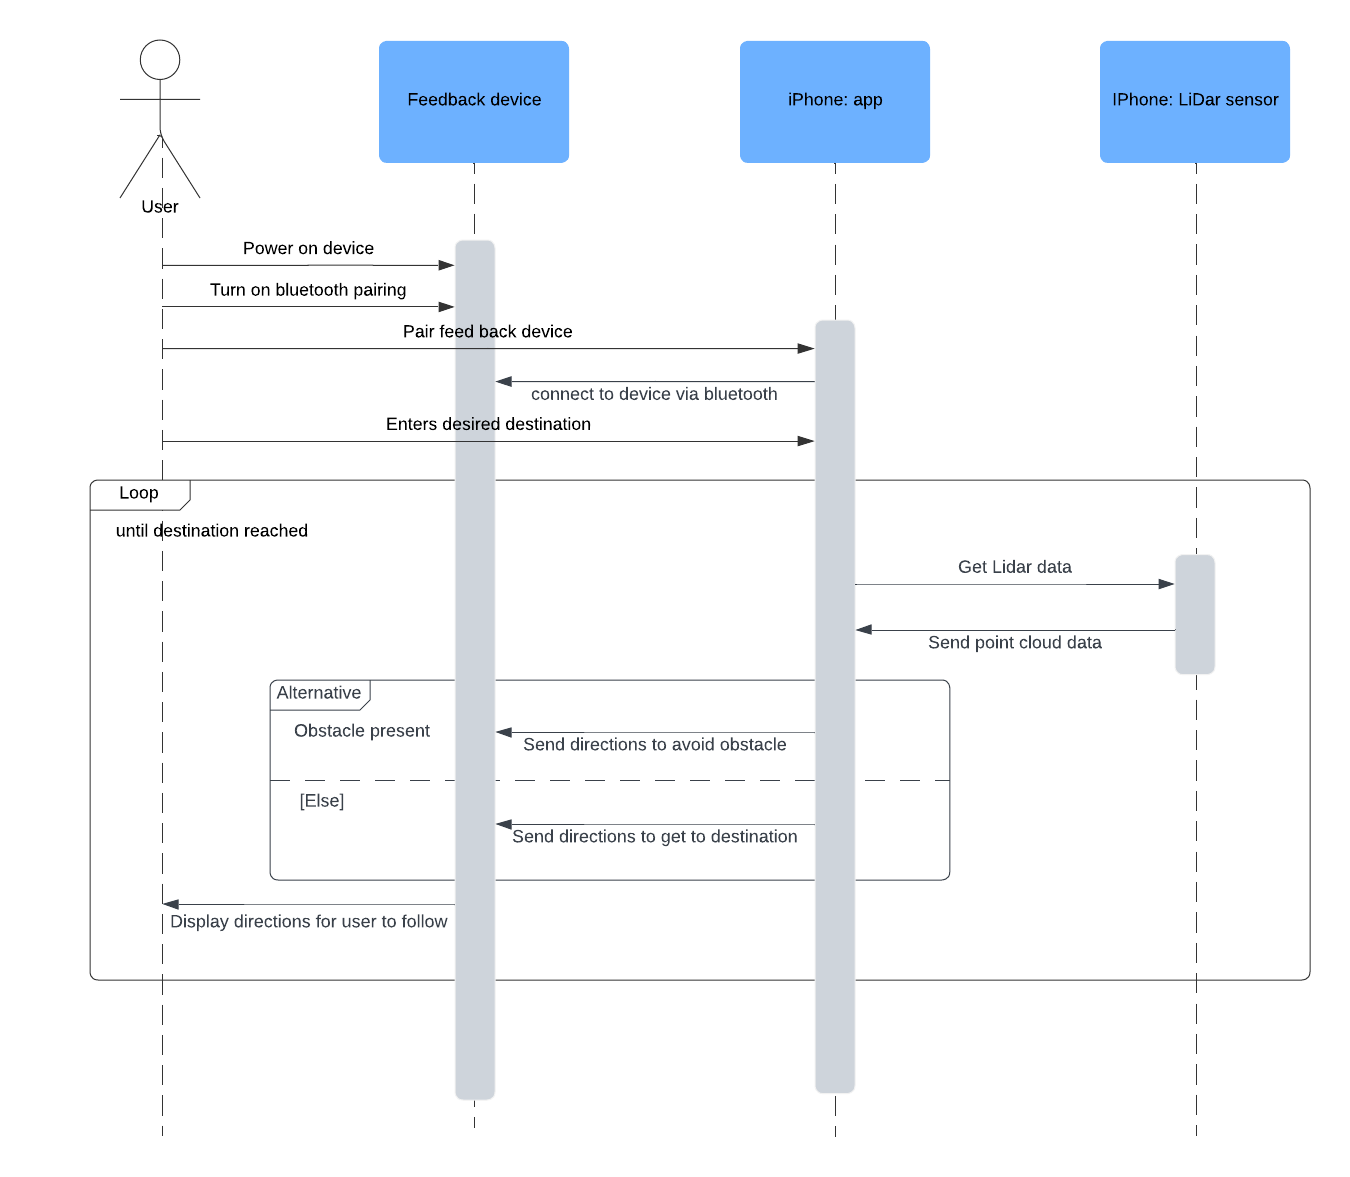 Feedback device
iPhone: app
IPhone: LiDar sensor
User
Power on device
Turn on bluetooth pairing
Pair feed back device
connect to device via bluetooth
Enters desired destination
Loop
until destination reached
Get Lidar data
Send point cloud data
Alternative
Obstacle present
Send directions to avoid obstacle
[Else]
Send directions to get to destination
Display directions for user to follow